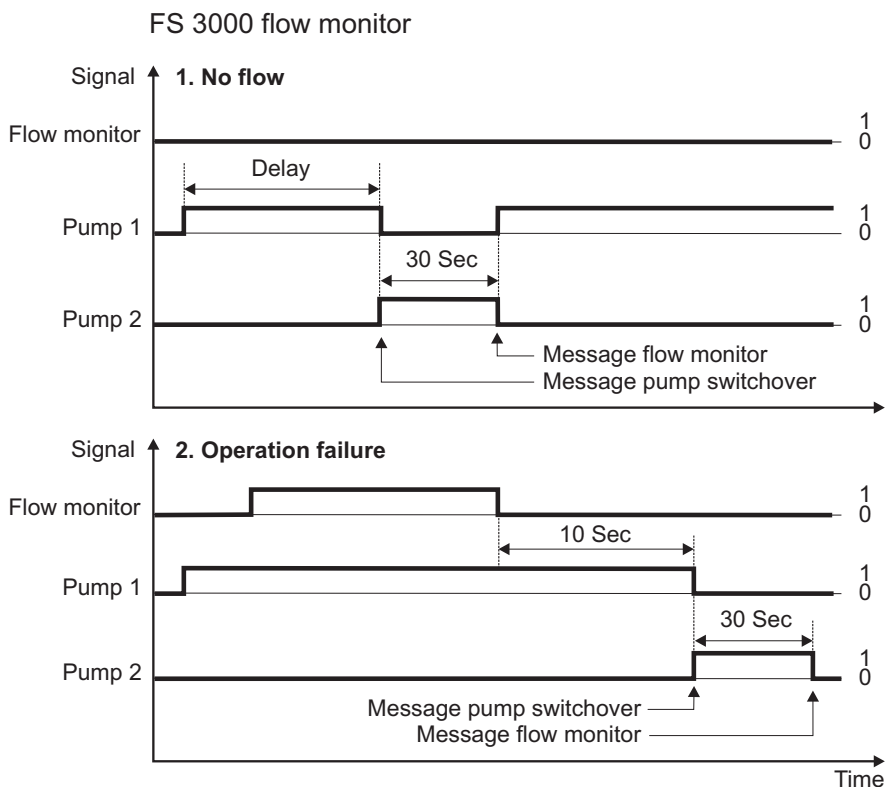 FS 3000 flow monitor
Signal
1. No flow
Flow monitor
1
0
Delay
Pump 1
1
0
30 Sec
Pump 2
1
0
Message flow monitor
Message pump switchover
Signal
2. Operation failure
Flow monitor
1
0
10 Sec
Pump 1
1
0
30 Sec
Pump 2
1
0
Message pump switchover
Message flow monitor
Time